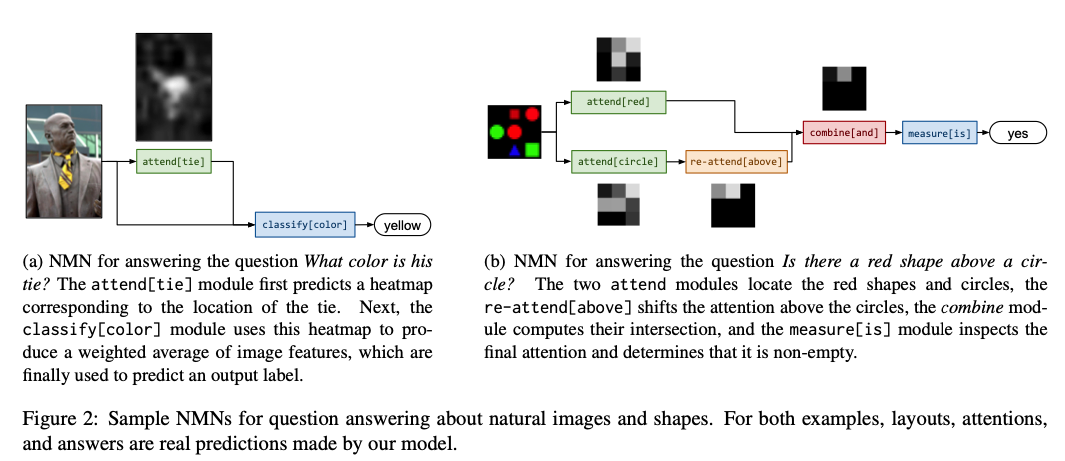 attend[tie]
classify[color]
yellow
attend[red]
attend[circle]
re-attend[above]
combine[and]
measure[is]
yes
(a) NMN for answering the question What color is his
tie? The attend[tie] module first predicts a heatmap
corresponding to the location of the tie. Next, the
classify[color] module uses this heatmap to pro-
duce a weighted average of image features, which are
finally used to predict an output label.
(b) NMN for answering the question Is there a red shape above a cir-
cle? The two attend modules locate the red shapes and circles, the
re-attend[above] shifts the attention above the circles, the combine mod-
ule computes their intersection, and the measure[is] module inspects the
final attention and determines that it is non-empty.
Figure 2: Sample NMNs for question answering about natural images and shapes. For both examples, layouts, attentions,
and answers are real predictions made by our model.